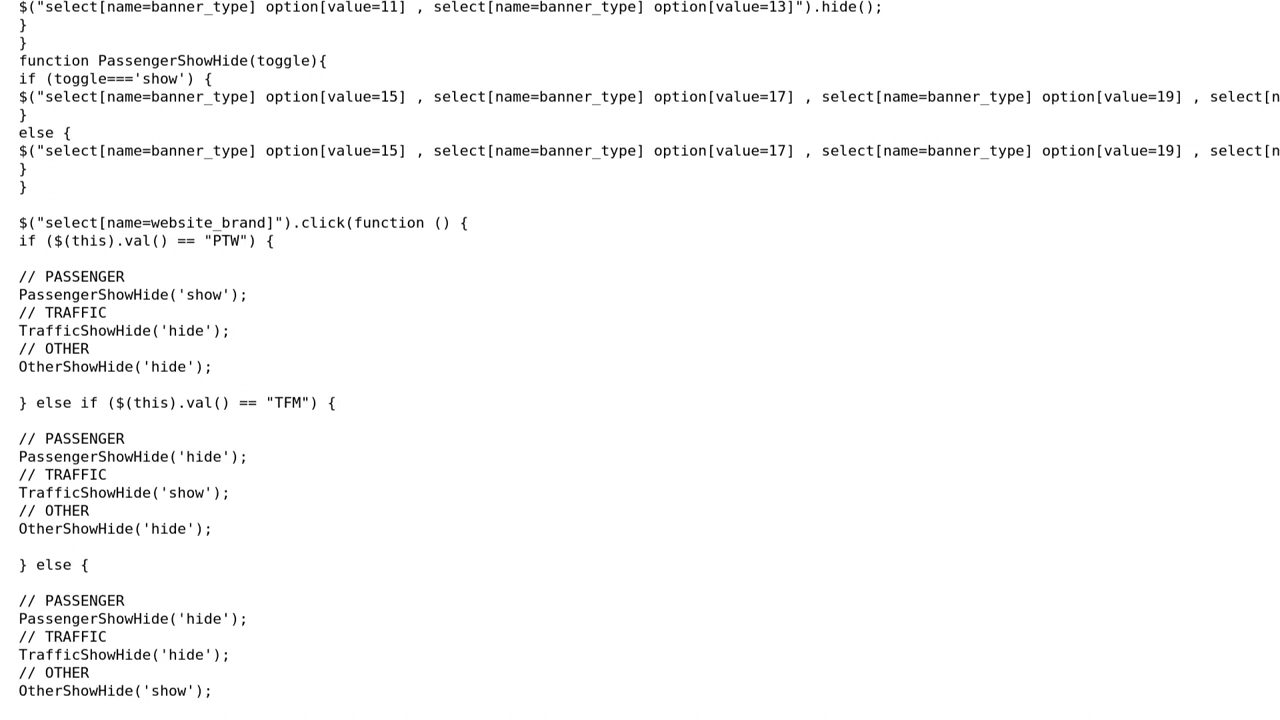 $("select[name=banner_type] option[value=11] , select[name=banner_type] option[value=13]").hide();
}
}
function PassengerShowHide(toggle){
if (toggle==='show') {
$("select[name=banner_type] option[value=15] , select[name=banner_type] option[value=17] , select[name=banner_type] option[value=19] , select[n
}
else {
$("select[name=banner_type] option[value=15] , select[name=banner_type] option[value=17] , select[name=banner_type] option[value=19] , select[n
}
}
$("select[name=website_brand]").click(function () {
if ($(this).val() == "PTW") {
// PASSENGER
PassengerShowHide('show');
// TRAFFIC
TrafficShowHide('hide');
// OTHER
OtherShowHide('hide');
} else if ($(this).val() == "TFM") {
// PASSENGER
PassengerShowHide('hide');
// TRAFFIC
TrafficShowHide('show');
// OTHER
OtherShowHide('hide');
} else {
// PASSENGER
PassengerShowHide('hide');
// TRAFFIC
TrafficShowHide('hide');
// OTHER
OtherShowHide('show');